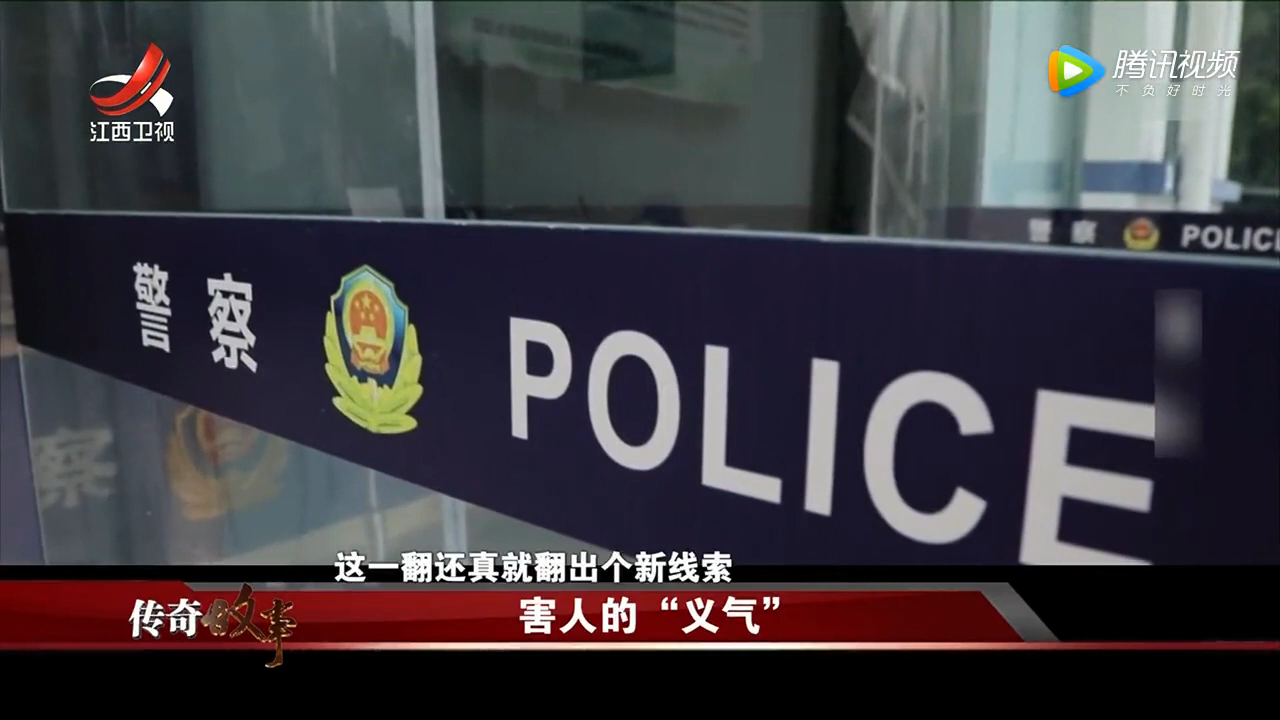 江西卫视
腾讯视频
不负好时光
警察 POLICE
警察 POLICE
察
这一翻还真就翻出个新线索
传奇故事
害人的“义气”